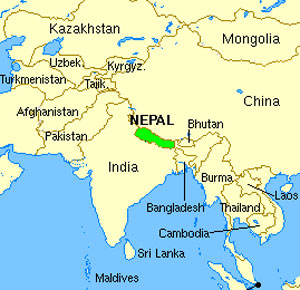 Kazakhstan
Mongolia
Uzbek.
Kyrgyz.
Turkmenistan
Tajik.
China
Afghanistan
NEPAL
Bhutan
Pakistan
India
Burma
Laos
Bangladesh
Thailand
Cambodia
Sri Lanka
Maldives